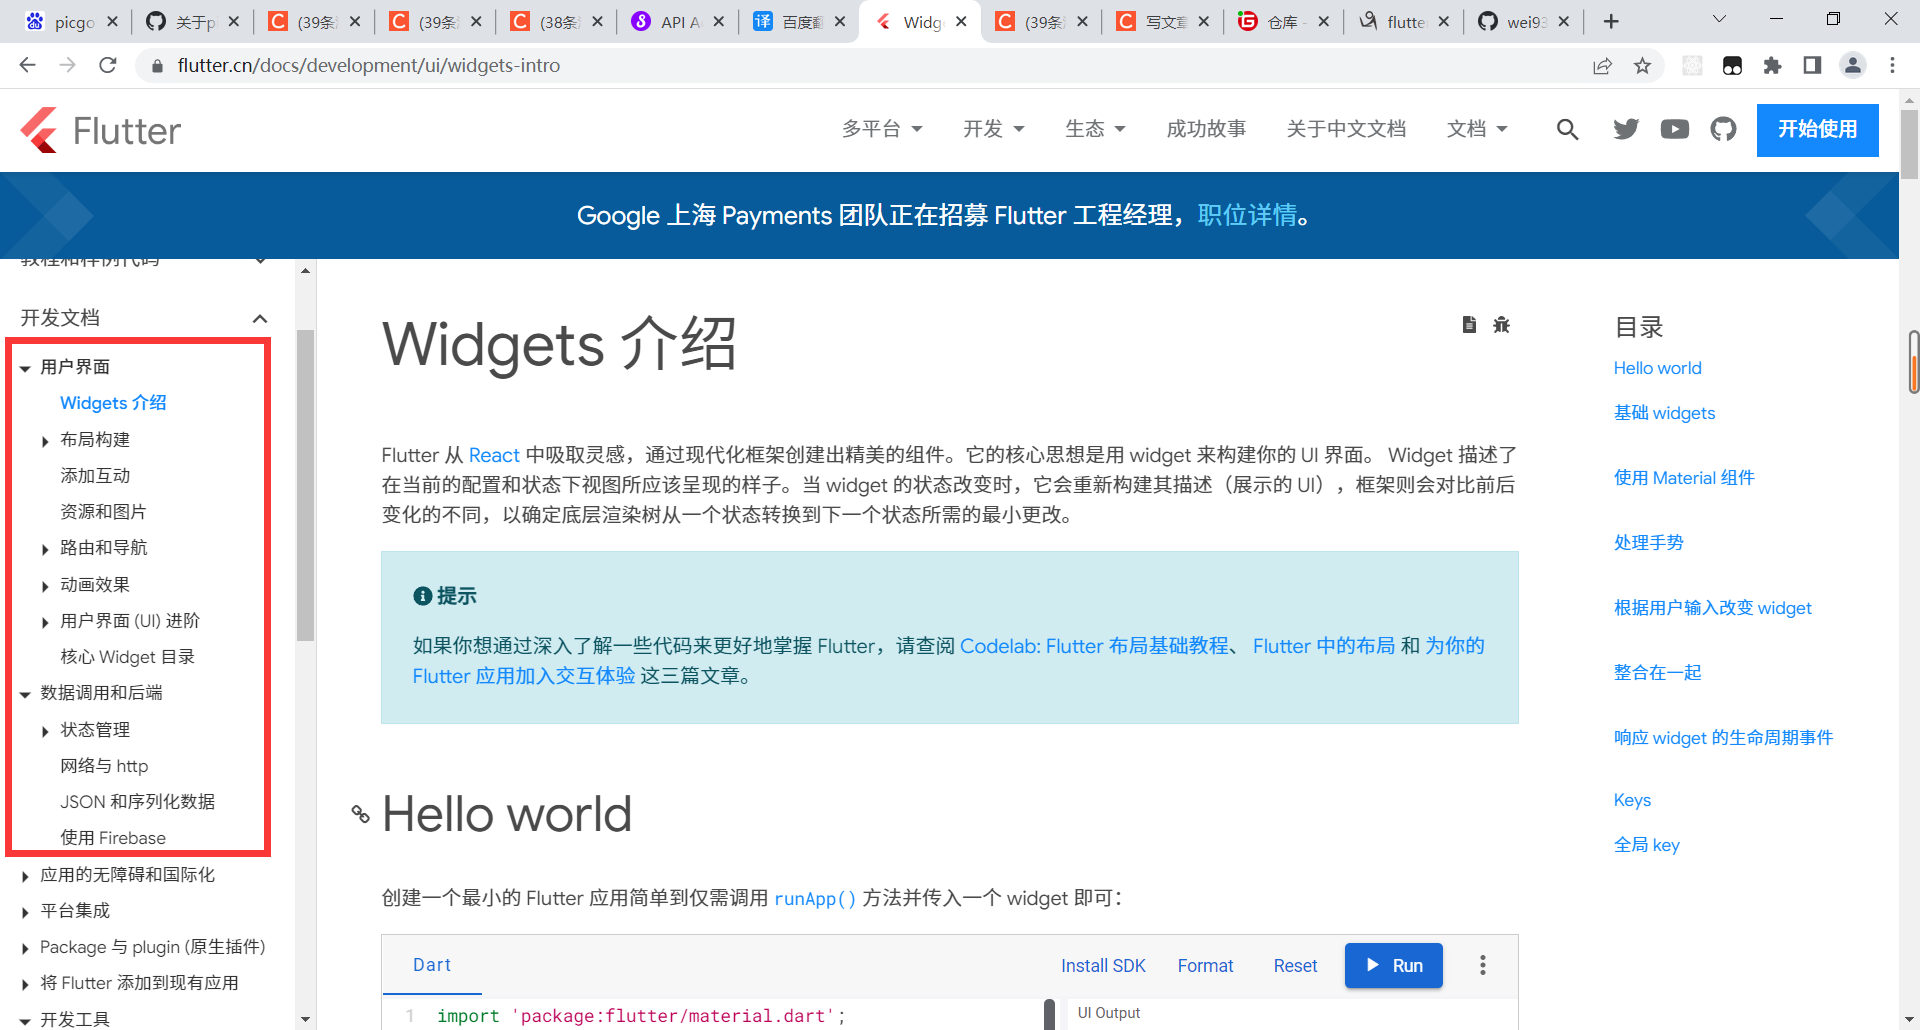 picgo
关于p
(39条
(39条
(38条
API A
百度翻
Widg
(39条
写文章
仓库 -
flutte
wei93
flutter.cn/docs/development/ui/widgets-intro
Flutter
多平台
开发
生态
成功故事
关于中文文档
文档
开始使用
Google 上海 Payments 团队正在招募 Flutter 工程经理，职位详情。
教程和样例代码
开发文档
用户界面
Widgets 介绍
布局构建
添加互动
资源和图片
路由和导航
动画效果
用户界面 (UI) 进阶
核心 Widget 目录
数据调用和后端
状态管理
网络与 http
JSON 和序列化数据
使用 Firebase
应用的无障碍和国际化
平台集成
Package 与 plugin (原生插件)
将 Flutter 添加到现有应用
开发工具
Widgets 介绍
Flutter 从 React 中吸取灵感，通过现代化框架创建出精美的组件。它的核心思想是用 widget 来构建你的 UI 界面。 Widget 描述了
在当前的配置和状态下视图所应该呈现的样子。当 widget 的状态改变时，它会重新构建其描述（展示的 UI），框架则会对比前后
变化的不同，以确定底层渲染树从一个状态转换到下一个状态所需的最小更改。
提示
如果你想通过深入了解一些代码来更好地掌握 Flutter，请查阅 Codelab: Flutter 布局基础教程、 Flutter 中的布局 和 为你的
Flutter 应用加入交互体验 这三篇文章。
Hello world
创建一个最小的 Flutter 应用简单到仅需调用 runApp() 方法并传入一个 widget 即可：
Dart
Install SDK
Format
Reset
Run
1 import 'package:flutter/material.dart';
UI Output
目录
Hello world
基础 widgets
使用 Material 组件
处理手势
根据用户输入改变 widget
整合在一起
响应 widget 的生命周期事件
Keys
全局 key